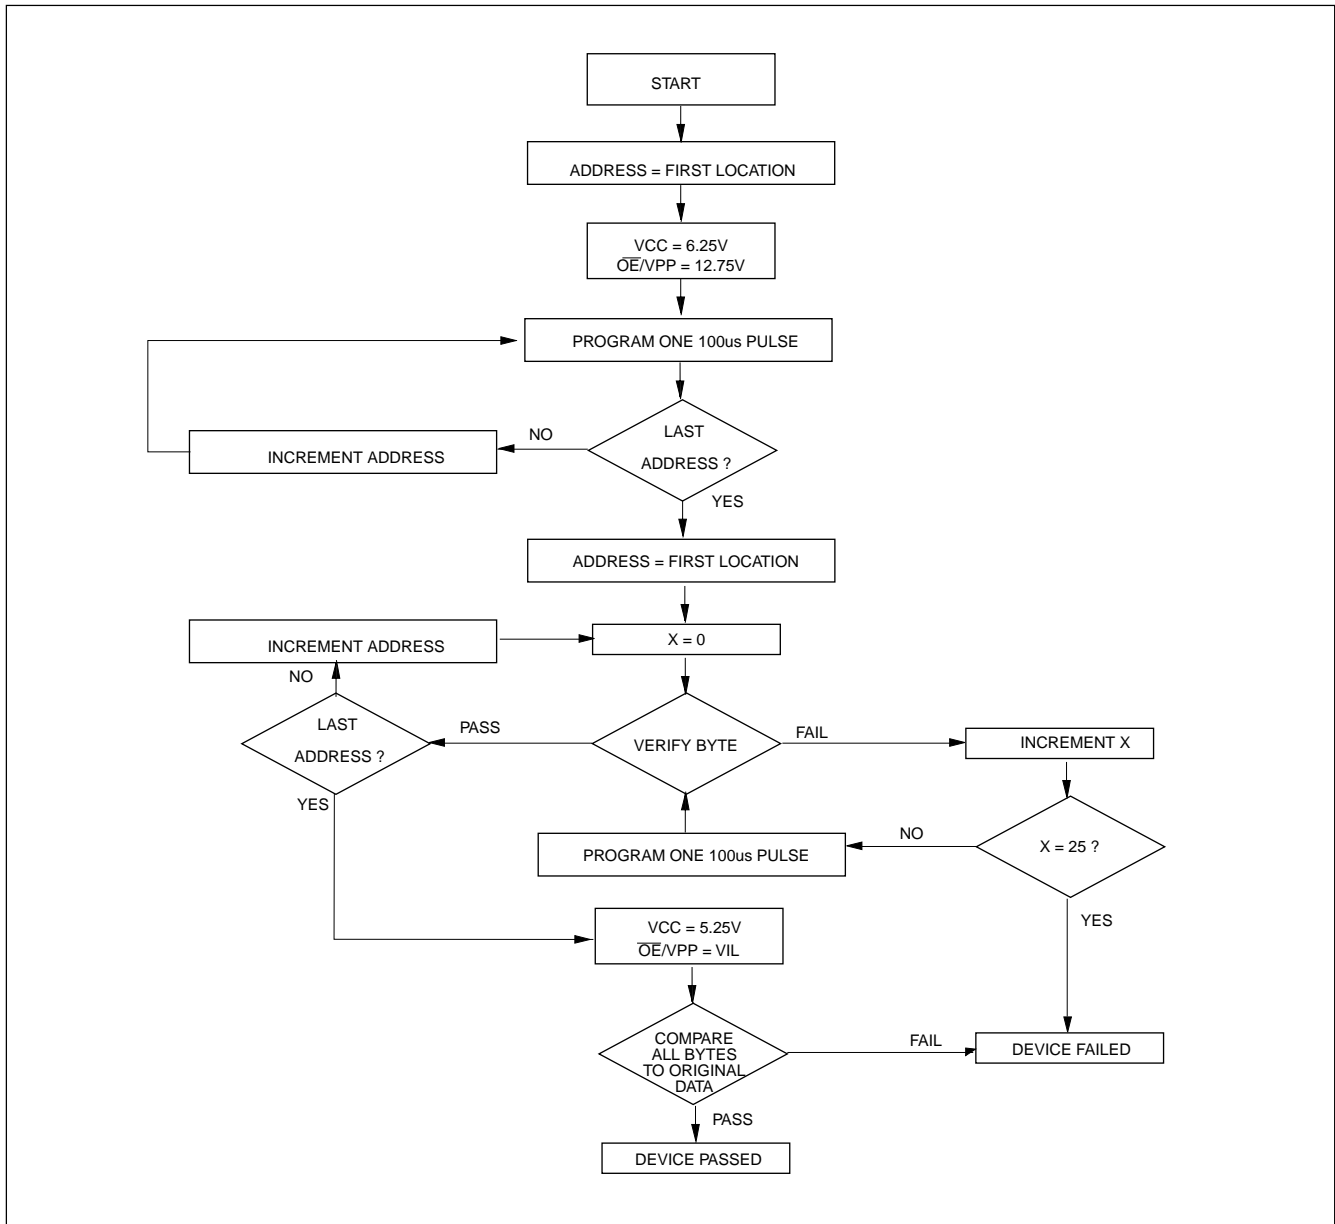 START
ADDRESS = FIRST LOCATION
VCC = 6.25V
O̅E̅/VPP = 12.75V
PROGRAM ONE 100us PULSE
LAST
ADDRESS ?
NO
INCREMENT ADDRESS
YES
ADDRESS = FIRST LOCATION
INCREMENT ADDRESS
X = 0
NO
LAST
ADDRESS ?
PASS
VERIFY BYTE
FAIL
INCREMENT X
YES
PROGRAM ONE 100us PULSE
NO
X = 25 ?
YES
VCC = 5.25V
O̅E̅/VPP = VIL
COMPARE
ALL BYTES
TO ORIGINAL
DATA
FAIL
DEVICE FAILED
PASS
DEVICE PASSED